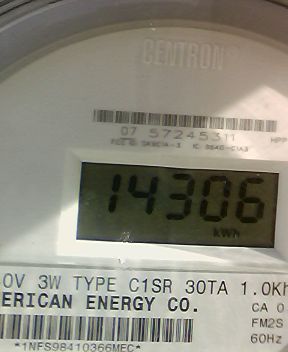 CENTRON
07 57245311
14306
kWh
0V 3W TYPE C1SR 30TA 1.0Kh
ERICAN ENERGY CO.
CA 0
FM2S
60Hz
*1NFS98410366MEC*